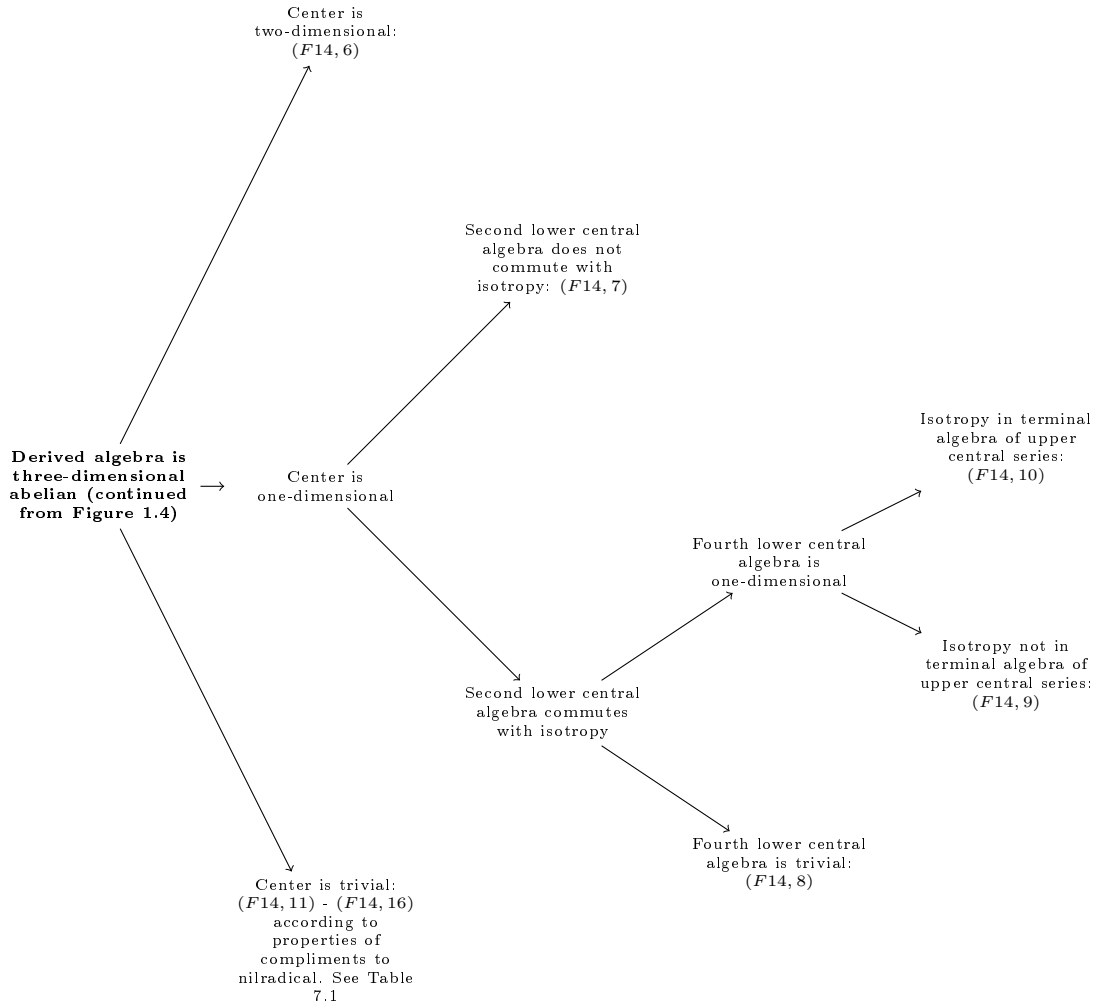 Center is
two-dimensional:
(F14, 6)
Second lower central
algebra does not
commute with
isotropy: (F14, 7)
Derived algebra is
three-dimensional
abelian (continued
from Figure 1.4)
Center is
one-dimensional
Isotropy in terminal
algebra of upper
central series:
(F14, 10)
Fourth lower central
algebra is
one-dimensional
Isotropy not in
terminal algebra of
upper central series:
(F14, 9)
Second lower central
algebra commutes
with isotropy
Fourth lower central
algebra is trivial:
(F14, 8)
Center is trivial:
(F14, 11) - (F14, 16)
according to
properties of
compliments to
nilradical. See Table
7.1